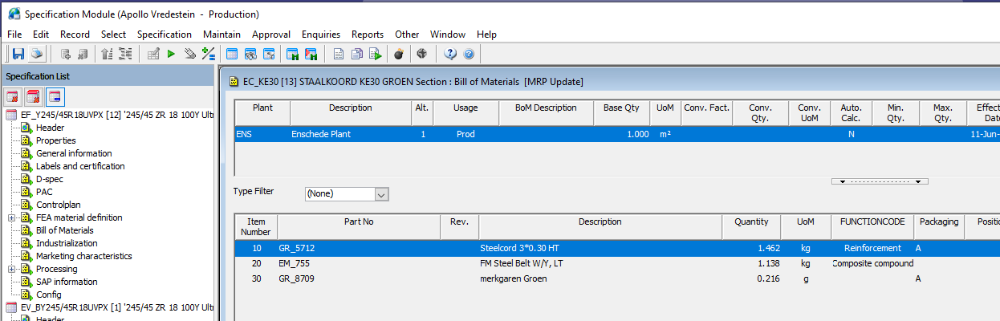 Specification Module (Apollo Vredestein - Production)
File Edit Record Select Specification Maintain Approval Enquiries Reports Other Window Help
Specification List
EF_Y245/45R18UVPX [12] '245/45 ZR 18 100Y Ultr
Header
Properties
General information
Labels and certification
D-spec
PAC
Controlplan
FEA material definition
Bill of Materials
Industrialization
Marketing characteristics
Processing
SAP information
Config
EV_BY245/45R18UVPX [1] '245/45 ZR 18 100Y Ultr
Header
EC_KE30 [13] STAALKOORD KE30 GROEN Section : Bill of Materials [MRP Update]
Plant Description Alt. Usage BoM Description Base Qty UoM Conv. Fact. Conv. Qty. Conv. UoM Auto. Calc. Min. Qty. Max. Qty. Effect Date
ENS Enschede Plant 1 Prod 1.000 m² N 11-Jun-
Type Filter (None)
Item Number Part No Rev. Description Quantity UoM FUNCTIONCODE Packaging Positio
10 GR_5712 Steelcord 3*0.30 HT 1.462 kg Reinforcement A
20 EM_755 FM Steel Belt W/Y, LT 1.138 kg Composite compound
30 GR_8709 merkgaren Groen 0.216 g A